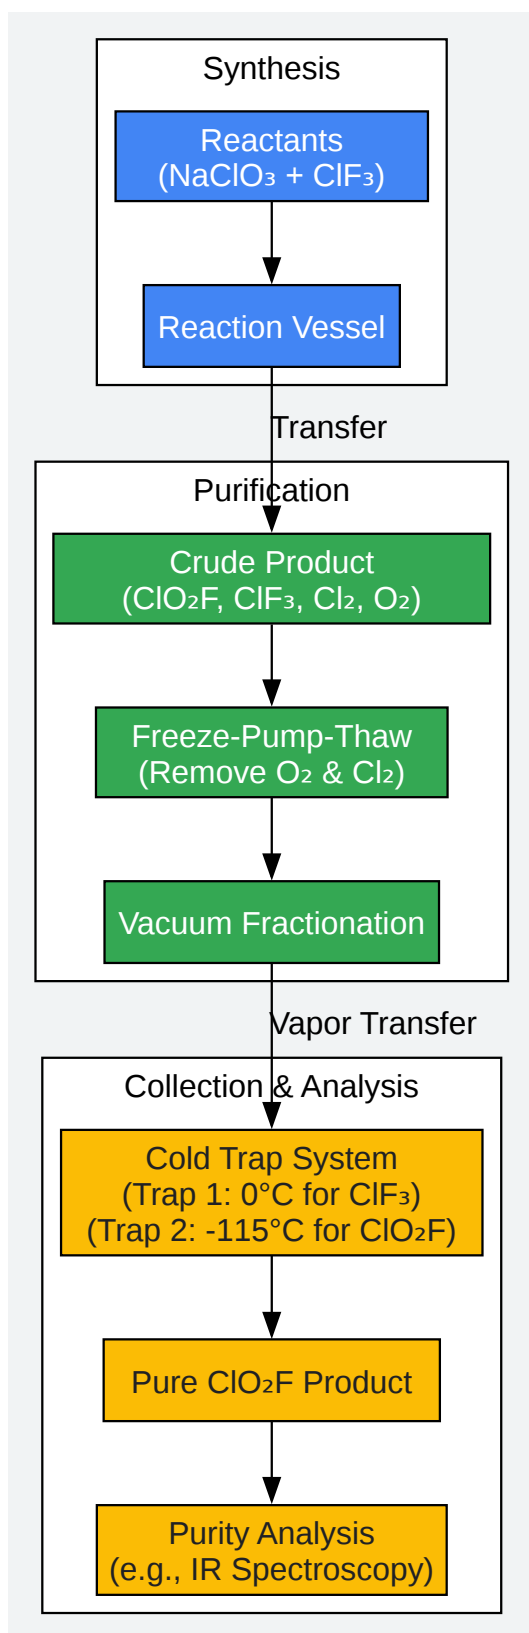 Synthesis
Reactants
(NaClO₃ + ClF₃)
Reaction Vessel
Transfer
Purification
Crude Product
(ClO₂F, ClF₃, Cl₂, O₂)
Freeze-Pump-Thaw
(Remove O₂ & Cl₂)
Vacuum Fractionation
Vapor Transfer
Collection & Analysis
Cold Trap System
(Trap 1: 0°C for ClF₃)
(Trap 2: -115°C for ClO₂F)
Pure ClO₂F Product
Purity Analysis
(e.g., IR Spectroscopy)